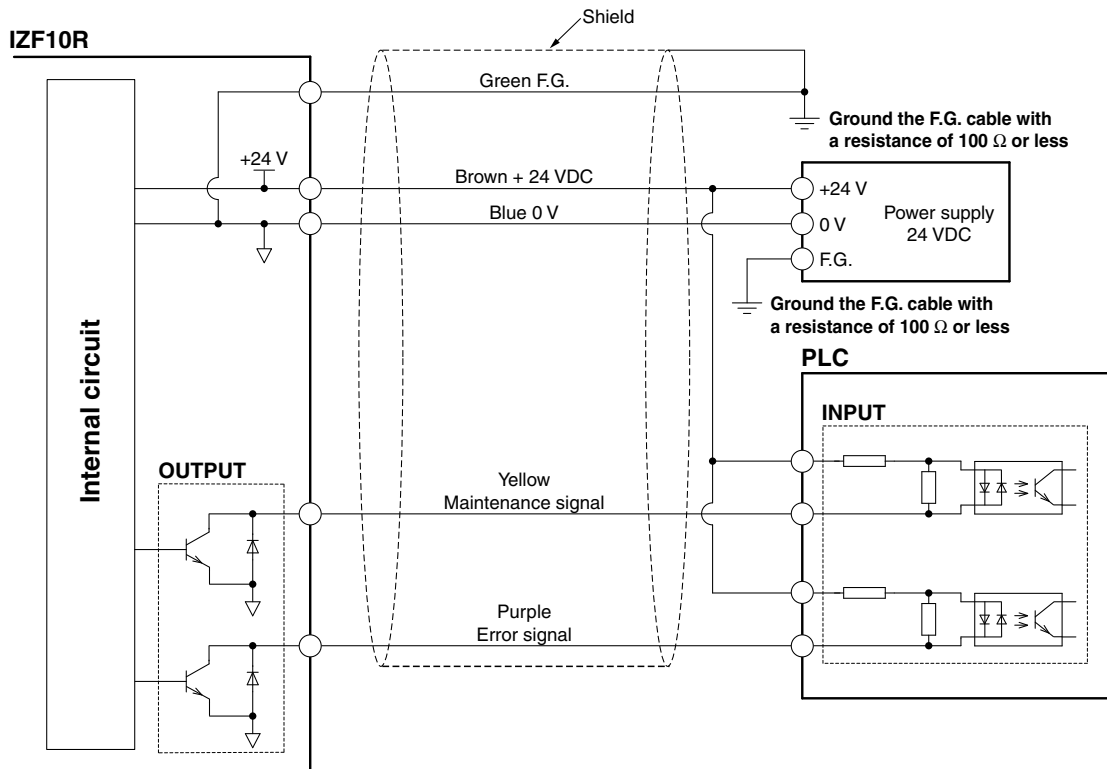 Shield
IZF10R
Green F.G.
Ground the F.G. cable with
a resistance of 100 Ω or less
+24 V
Brown + 24 VDC
+24 V
Blue 0 V
0 V
Power supply
24 VDC
F.G.
Ground the F.G. cable with
a resistance of 100 Ω or less
PLC
INPUT
Internal circuit
OUTPUT
Yellow
Maintenance signal
Purple
Error signal